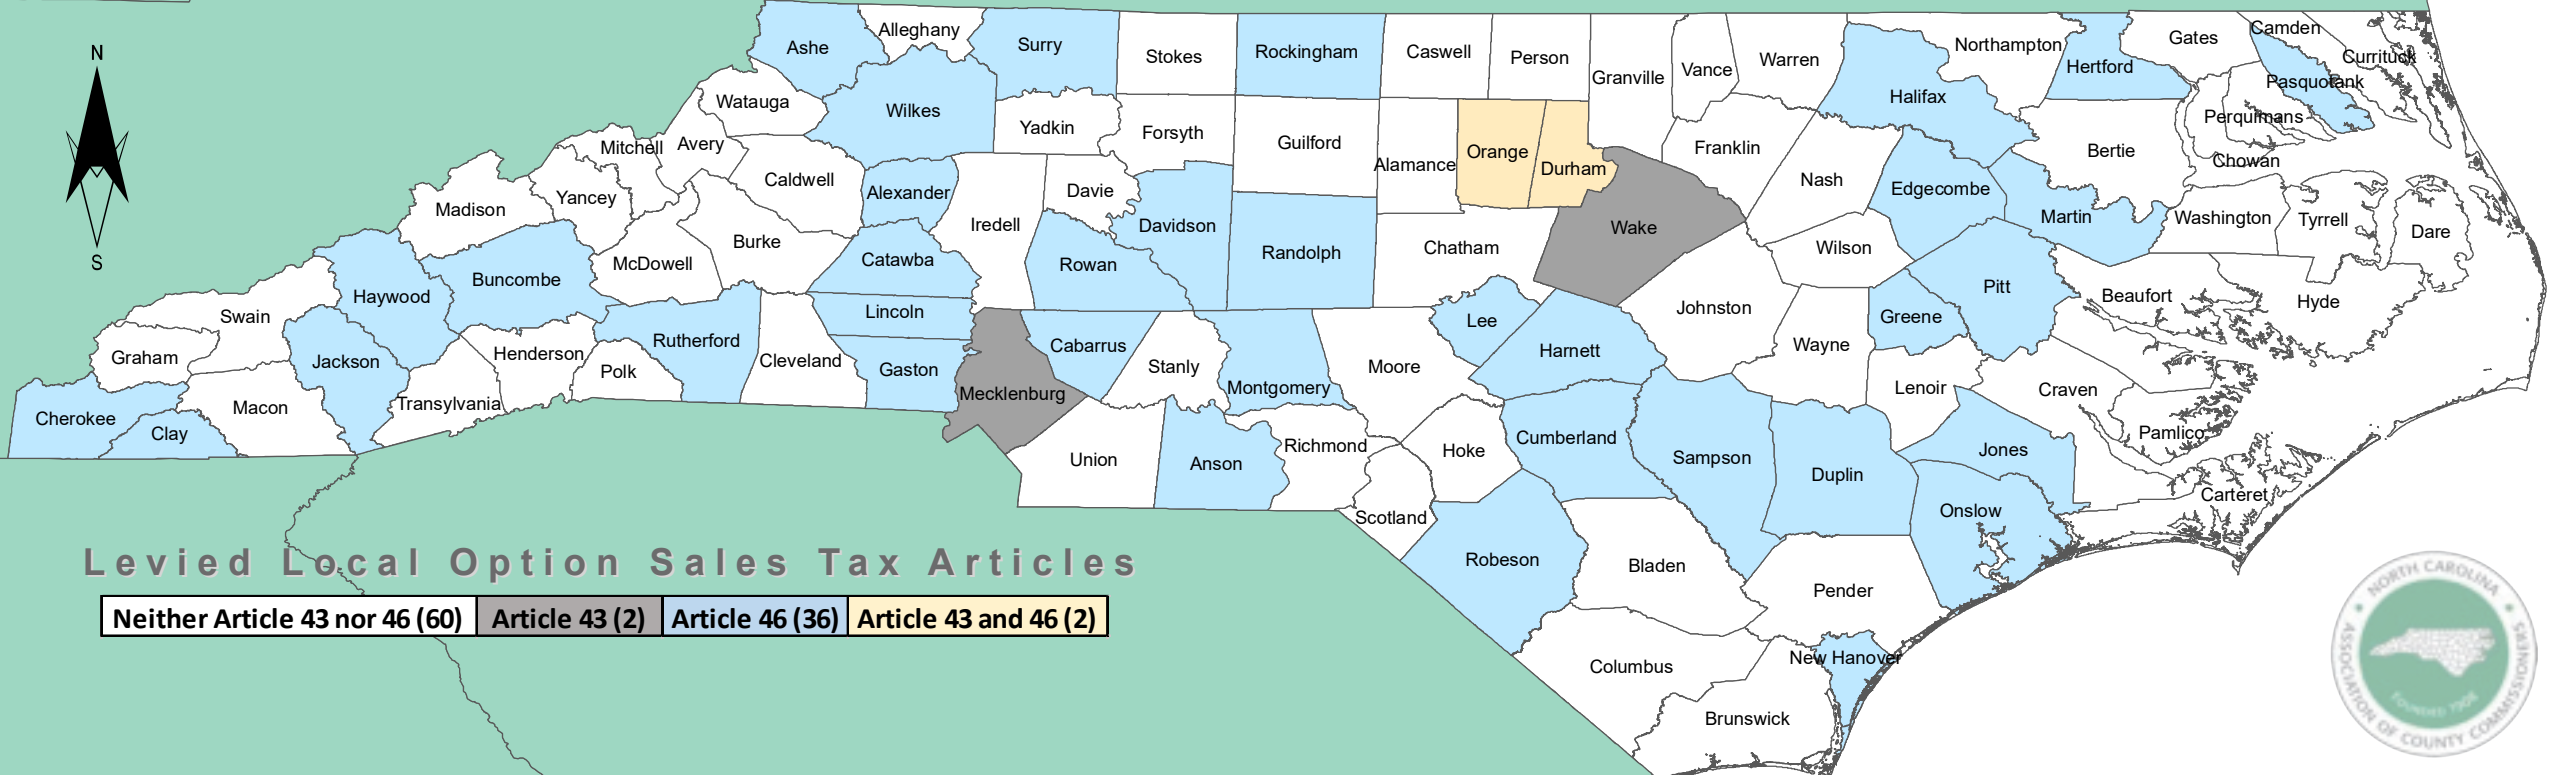 N
S
Ashe
Alleghany
Surry
Stokes
Rockingham
Caswell
Person
Granville
Vance
Warren
Northampton
Hertford
Gates
Camden
Currituck
Pasquotank
Perquimans
Chowan
Halifax
Bertie
Watauga
Wilkes
Yadkin
Forsyth
Guilford
Alamance
Orange
Durham
Franklin
Nash
Edgecombe
Martin
Washington
Tyrrell
Dare
Mitchell
Avery
Caldwell
Alexander
Iredell
Davie
Davidson
Randolph
Chatham
Wake
Wilson
Pitt
Beaufort
Hyde
Madison
Yancey
McDowell
Burke
Catawba
Rowan
Johnston
Greene
Haywood
Buncombe
Lincoln
Lee
Harnett
Wayne
Lenoir
Craven
Pamlico
Swain
Graham
Jackson
Henderson
Polk
Rutherford
Cleveland
Gaston
Mecklenburg
Cabarrus
Stanly
Montgomery
Moore
Cherokee
Clay
Macon
Transylvania
Union
Anson
Richmond
Hoke
Scotland
Cumberland
Sampson
Duplin
Jones
Onslow
Carteret
Robeson
Bladen
Pender
New Hanover
Columbus
Brunswick
Levied Local Option Sales Tax Articles
Neither Article 43 nor 46 (60) Article 43 (2) Article 46 (36) Article 43 and 46 (2)
NORTH CAROLINA
ASSOCIATION OF COUNTY COMMISSIONERS
FOUNDED 1908